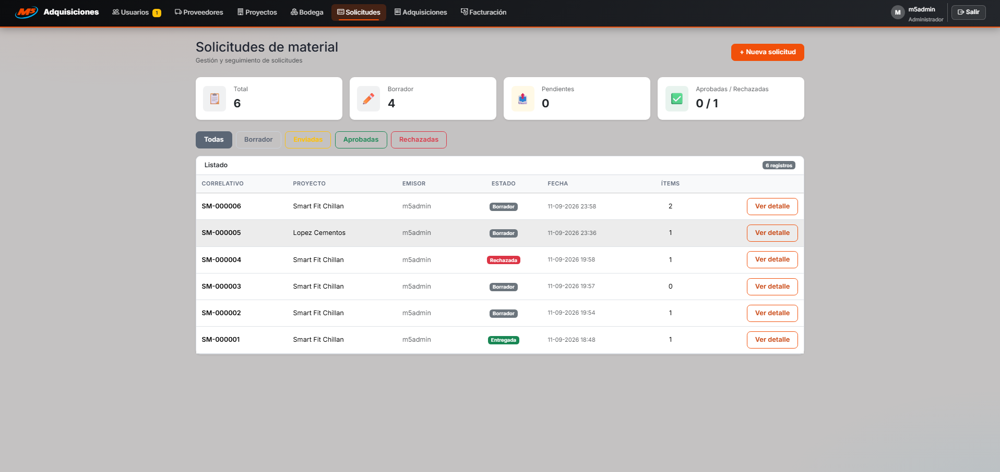 M5 Adquisiciones Usuarios 1 Proveedores Proyectos Bodega Solicitudes Adquisiciones Facturación M m5admin Administrador Salir
Solicitudes de material
Gestión y seguimiento de solicitudes
+ Nueva solicitud
Total
6
Borrador
4
Pendientes
0
Aprobadas / Rechazadas
0 / 1
Todas Borrador Enviadas Aprobadas Rechazadas
Listado 6 registros
CORRELATIVO PROYECTO EMISOR ESTADO FECHA ÍTEMS
SM-000006 Smart Fit Chillan m5admin Borrador 11-09-2026 23:58 2 Ver detalle
SM-000005 Lopez Cementos m5admin Borrador 11-09-2026 23:36 1 Ver detalle
SM-000004 Smart Fit Chillan m5admin Rechazada 11-09-2026 19:58 1 Ver detalle
SM-000003 Smart Fit Chillan m5admin Borrador 11-09-2026 19:57 0 Ver detalle
SM-000002 Smart Fit Chillan m5admin Borrador 11-09-2026 19:54 1 Ver detalle
SM-000001 Smart Fit Chillan m5admin Entregada 11-09-2026 18:48 1 Ver detalle